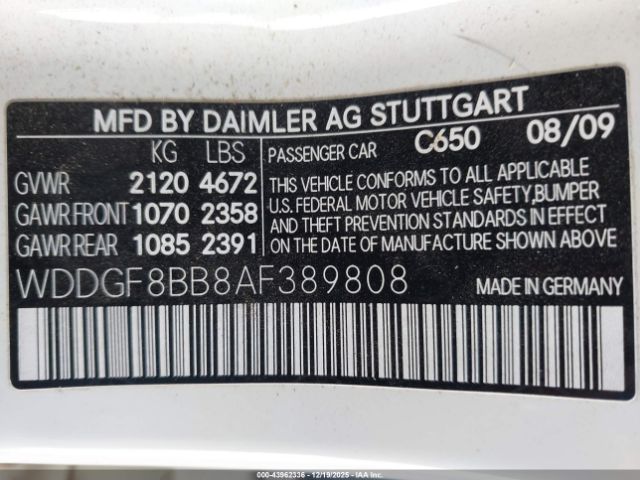 MFD BY DAIMLER AG STUTTGART
KG LBS PASSENGER CAR C650 08/09
GVWR 2120 4672
GAWR FRONT 1070 2358
GAWR REAR 1085 2391
THIS VEHICLE CONFORMS TO ALL APPLICABLE
U.S. FEDERAL MOTOR VEHICLE SAFETY, BUMPER
AND THEFT PREVENTION STANDARDS IN EFFECT
ON THE DATE OF MANUFACTURE SHOWN ABOVE
WDDGF8BB8AF389808 MADE IN GERMANY
000-43962336 - 12/19/2025 - IAAI.COM